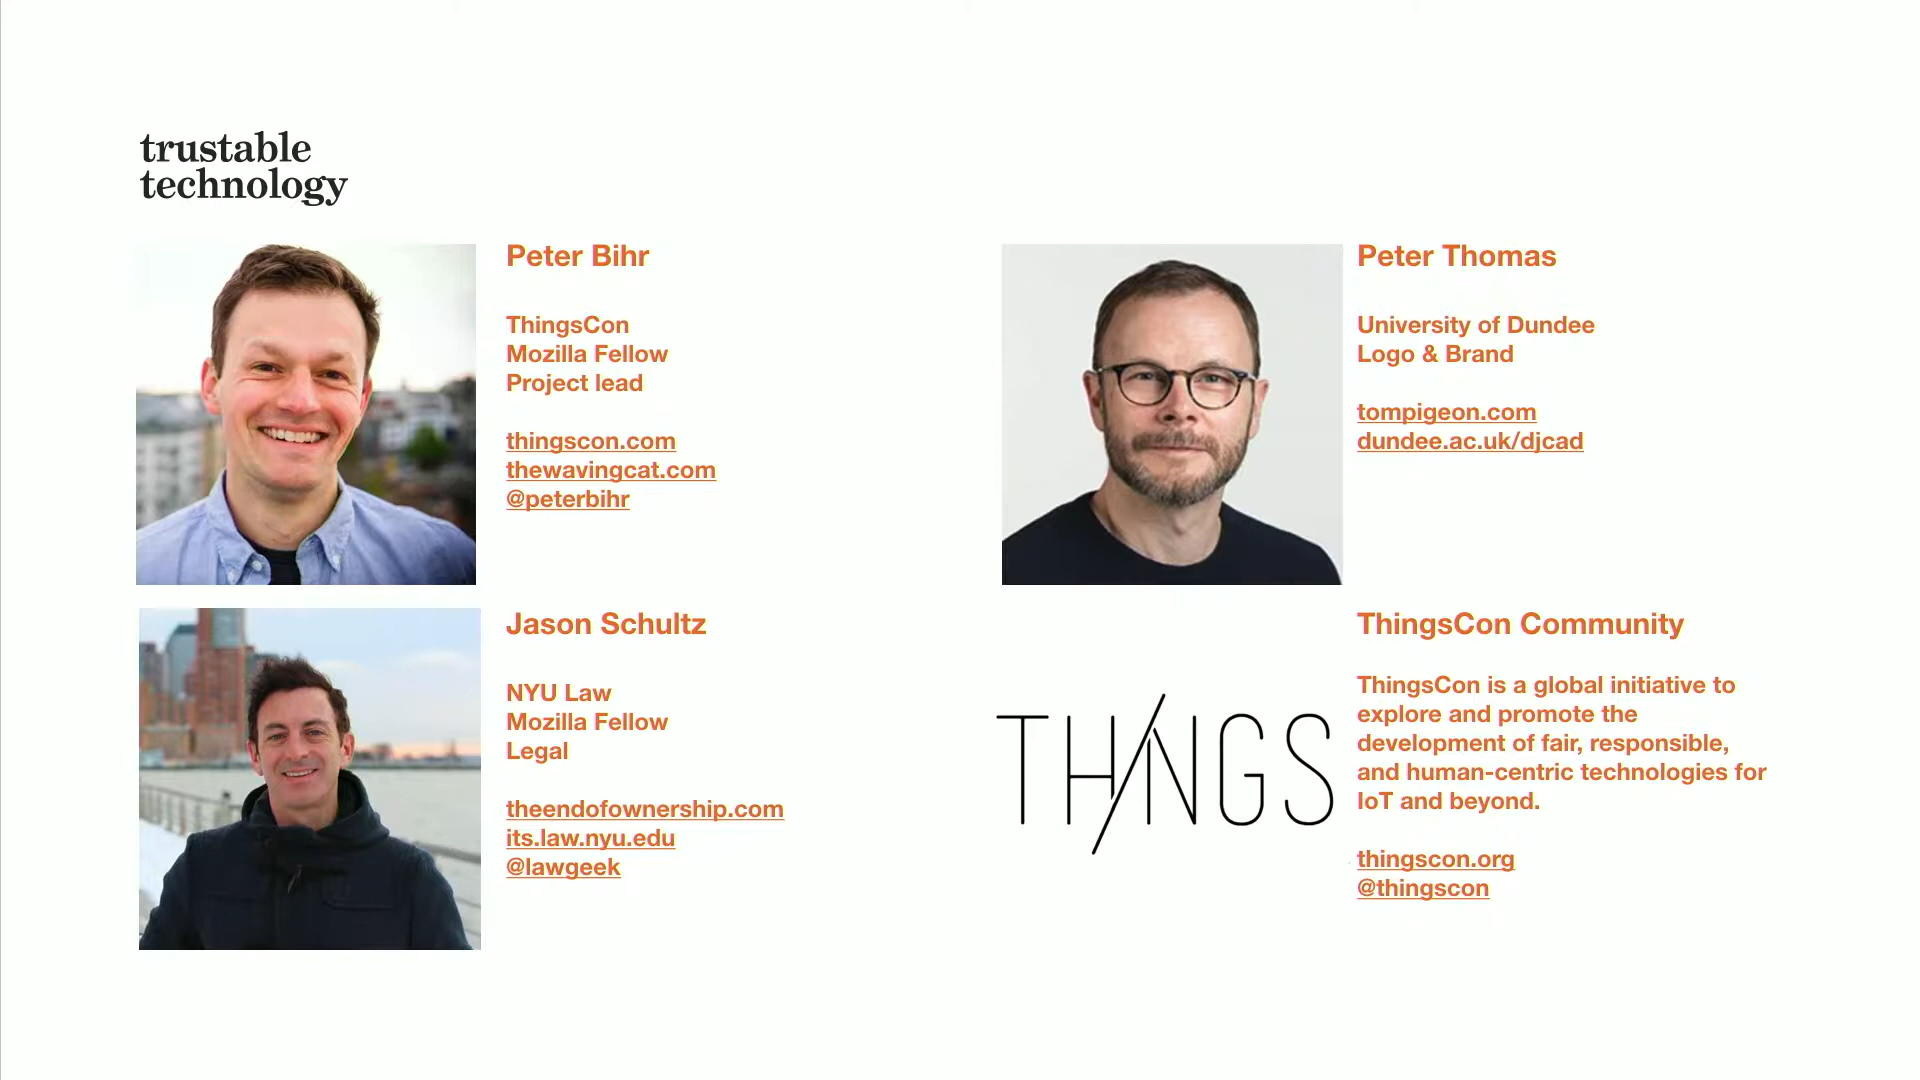 trustable
technology
Peter Bihr
ThingsCon
Mozilla Fellow
Project lead
thingscon.com
thewavingcat.com
@peterbihr
Peter Thomas
University of Dundee
Logo & Brand
tompigeon.com
dundee.ac.uk/djcad
Jason Schultz
NYU Law
Mozilla Fellow
Legal
theendofownership.com
its.law.nyu.edu
@lawgeek
THINGS
ThingsCon Community
ThingsCon is a global initiative to
explore and promote the
development of fair, responsible,
and human-centric technologies for
IoT and beyond.
thingscon.org
@thingscon